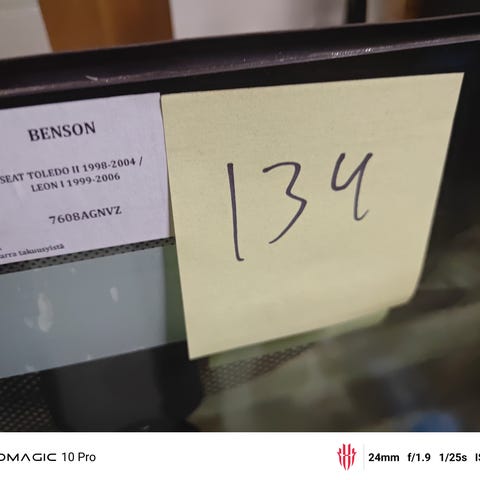 BENSON
SEAT TOLEDO II 1998-2004 /
LEON I 1999-2006
7608AGNVZ
takuusyistä
134
10 Pro
24mm f/1.9 1/25s